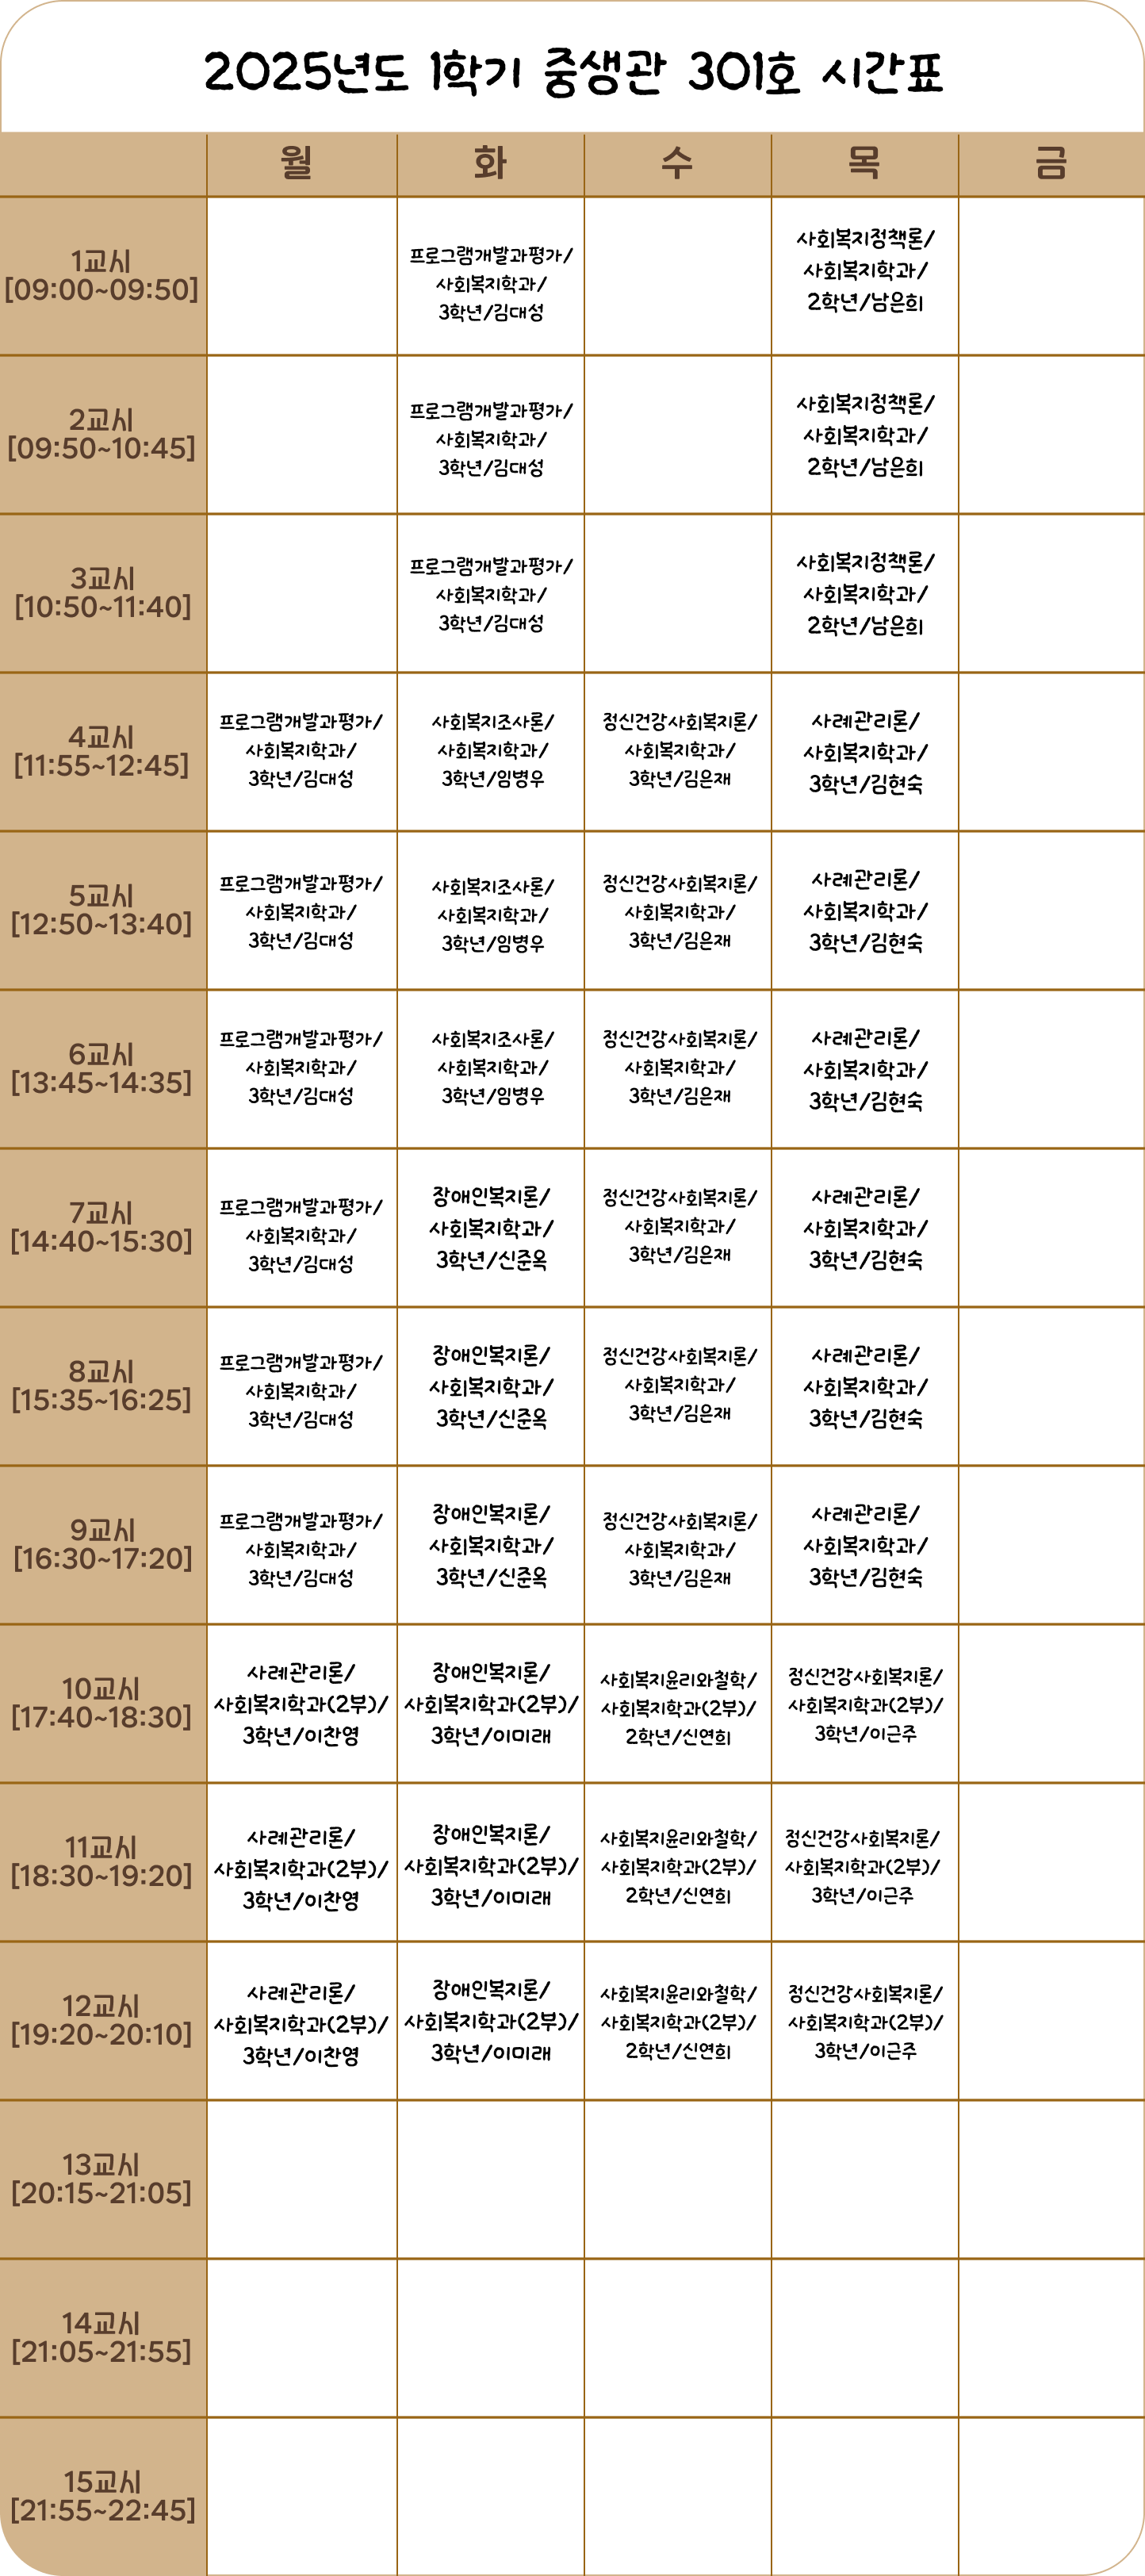 2025년도 1학기 중생관 301호 시간표
월 화 수 목 금
1교시
[09:00~09:50]
프로그램개발과평가/
사회복지학과/
3학년/김대성
사회복지정책론/
사회복지학과/
2학년/남은희
2교시
[09:50~10:45]
프로그램개발과평가/
사회복지학과/
3학년/김대성
사회복지정책론/
사회복지학과/
2학년/남은희
3교시
[10:50~11:40]
프로그램개발과평가/
사회복지학과/
3학년/김대성
사회복지정책론/
사회복지학과/
2학년/남은희
4교시
[11:55~12:45]
프로그램개발과평가/
사회복지학과/
3학년/김대성
사회복지조사론/
사회복지학과/
3학년/임병우
정신건강사회복지론/
사회복지학과/
3학년/김은재
사례관리론/
사회복지학과/
3학년/김현숙
5교시
[12:50~13:40]
프로그램개발과평가/
사회복지학과/
3학년/김대성
사회복지조사론/
사회복지학과/
3학년/임병우
정신건강사회복지론/
사회복지학과/
3학년/김은재
사례관리론/
사회복지학과/
3학년/김현숙
6교시
[13:45~14:35]
프로그램개발과평가/
사회복지학과/
3학년/김대성
사회복지조사론/
사회복지학과/
3학년/임병우
정신건강사회복지론/
사회복지학과/
3학년/김은재
사례관리론/
사회복지학과/
3학년/김현숙
7교시
[14:40~15:30]
프로그램개발과평가/
사회복지학과/
3학년/김대성
장애인복지론/
사회복지학과/
3학년/신준옥
정신건강사회복지론/
사회복지학과/
3학년/김은재
사례관리론/
사회복지학과/
3학년/김현숙
8교시
[15:35~16:25]
프로그램개발과평가/
사회복지학과/
3학년/김대성
장애인복지론/
사회복지학과/
3학년/신준옥
정신건강사회복지론/
사회복지학과/
3학년/김은재
사례관리론/
사회복지학과/
3학년/김현숙
9교시
[16:30~17:20]
프로그램개발과평가/
사회복지학과/
3학년/김대성
장애인복지론/
사회복지학과/
3학년/신준옥
정신건강사회복지론/
사회복지학과/
3학년/김은재
사례관리론/
사회복지학과/
3학년/김현숙
10교시
[17:40~18:30]
사례관리론/
사회복지학과(2부)/
3학년/이찬영
장애인복지론/
사회복지학과(2부)/
3학년/이미래
사회복지윤리와철학/
사회복지학과(2부)/
2학년/신연희
정신건강사회복지론/
사회복지학과(2부)/
3학년/이근주
11교시
[18:30~19:20]
사례관리론/
사회복지학과(2부)/
3학년/이찬영
장애인복지론/
사회복지학과(2부)/
3학년/이미래
사회복지윤리와철학/
사회복지학과(2부)/
2학년/신연희
정신건강사회복지론/
사회복지학과(2부)/
3학년/이근주
12교시
[19:20~20:10]
사례관리론/
사회복지학과(2부)/
3학년/이찬영
장애인복지론/
사회복지학과(2부)/
3학년/이미래
사회복지윤리와철학/
사회복지학과(2부)/
2학년/신연희
정신건강사회복지론/
사회복지학과(2부)/
3학년/이근주
13교시
[20:15~21:05]
14교시
[21:05~21:55]
15교시
[21:55~22:45]